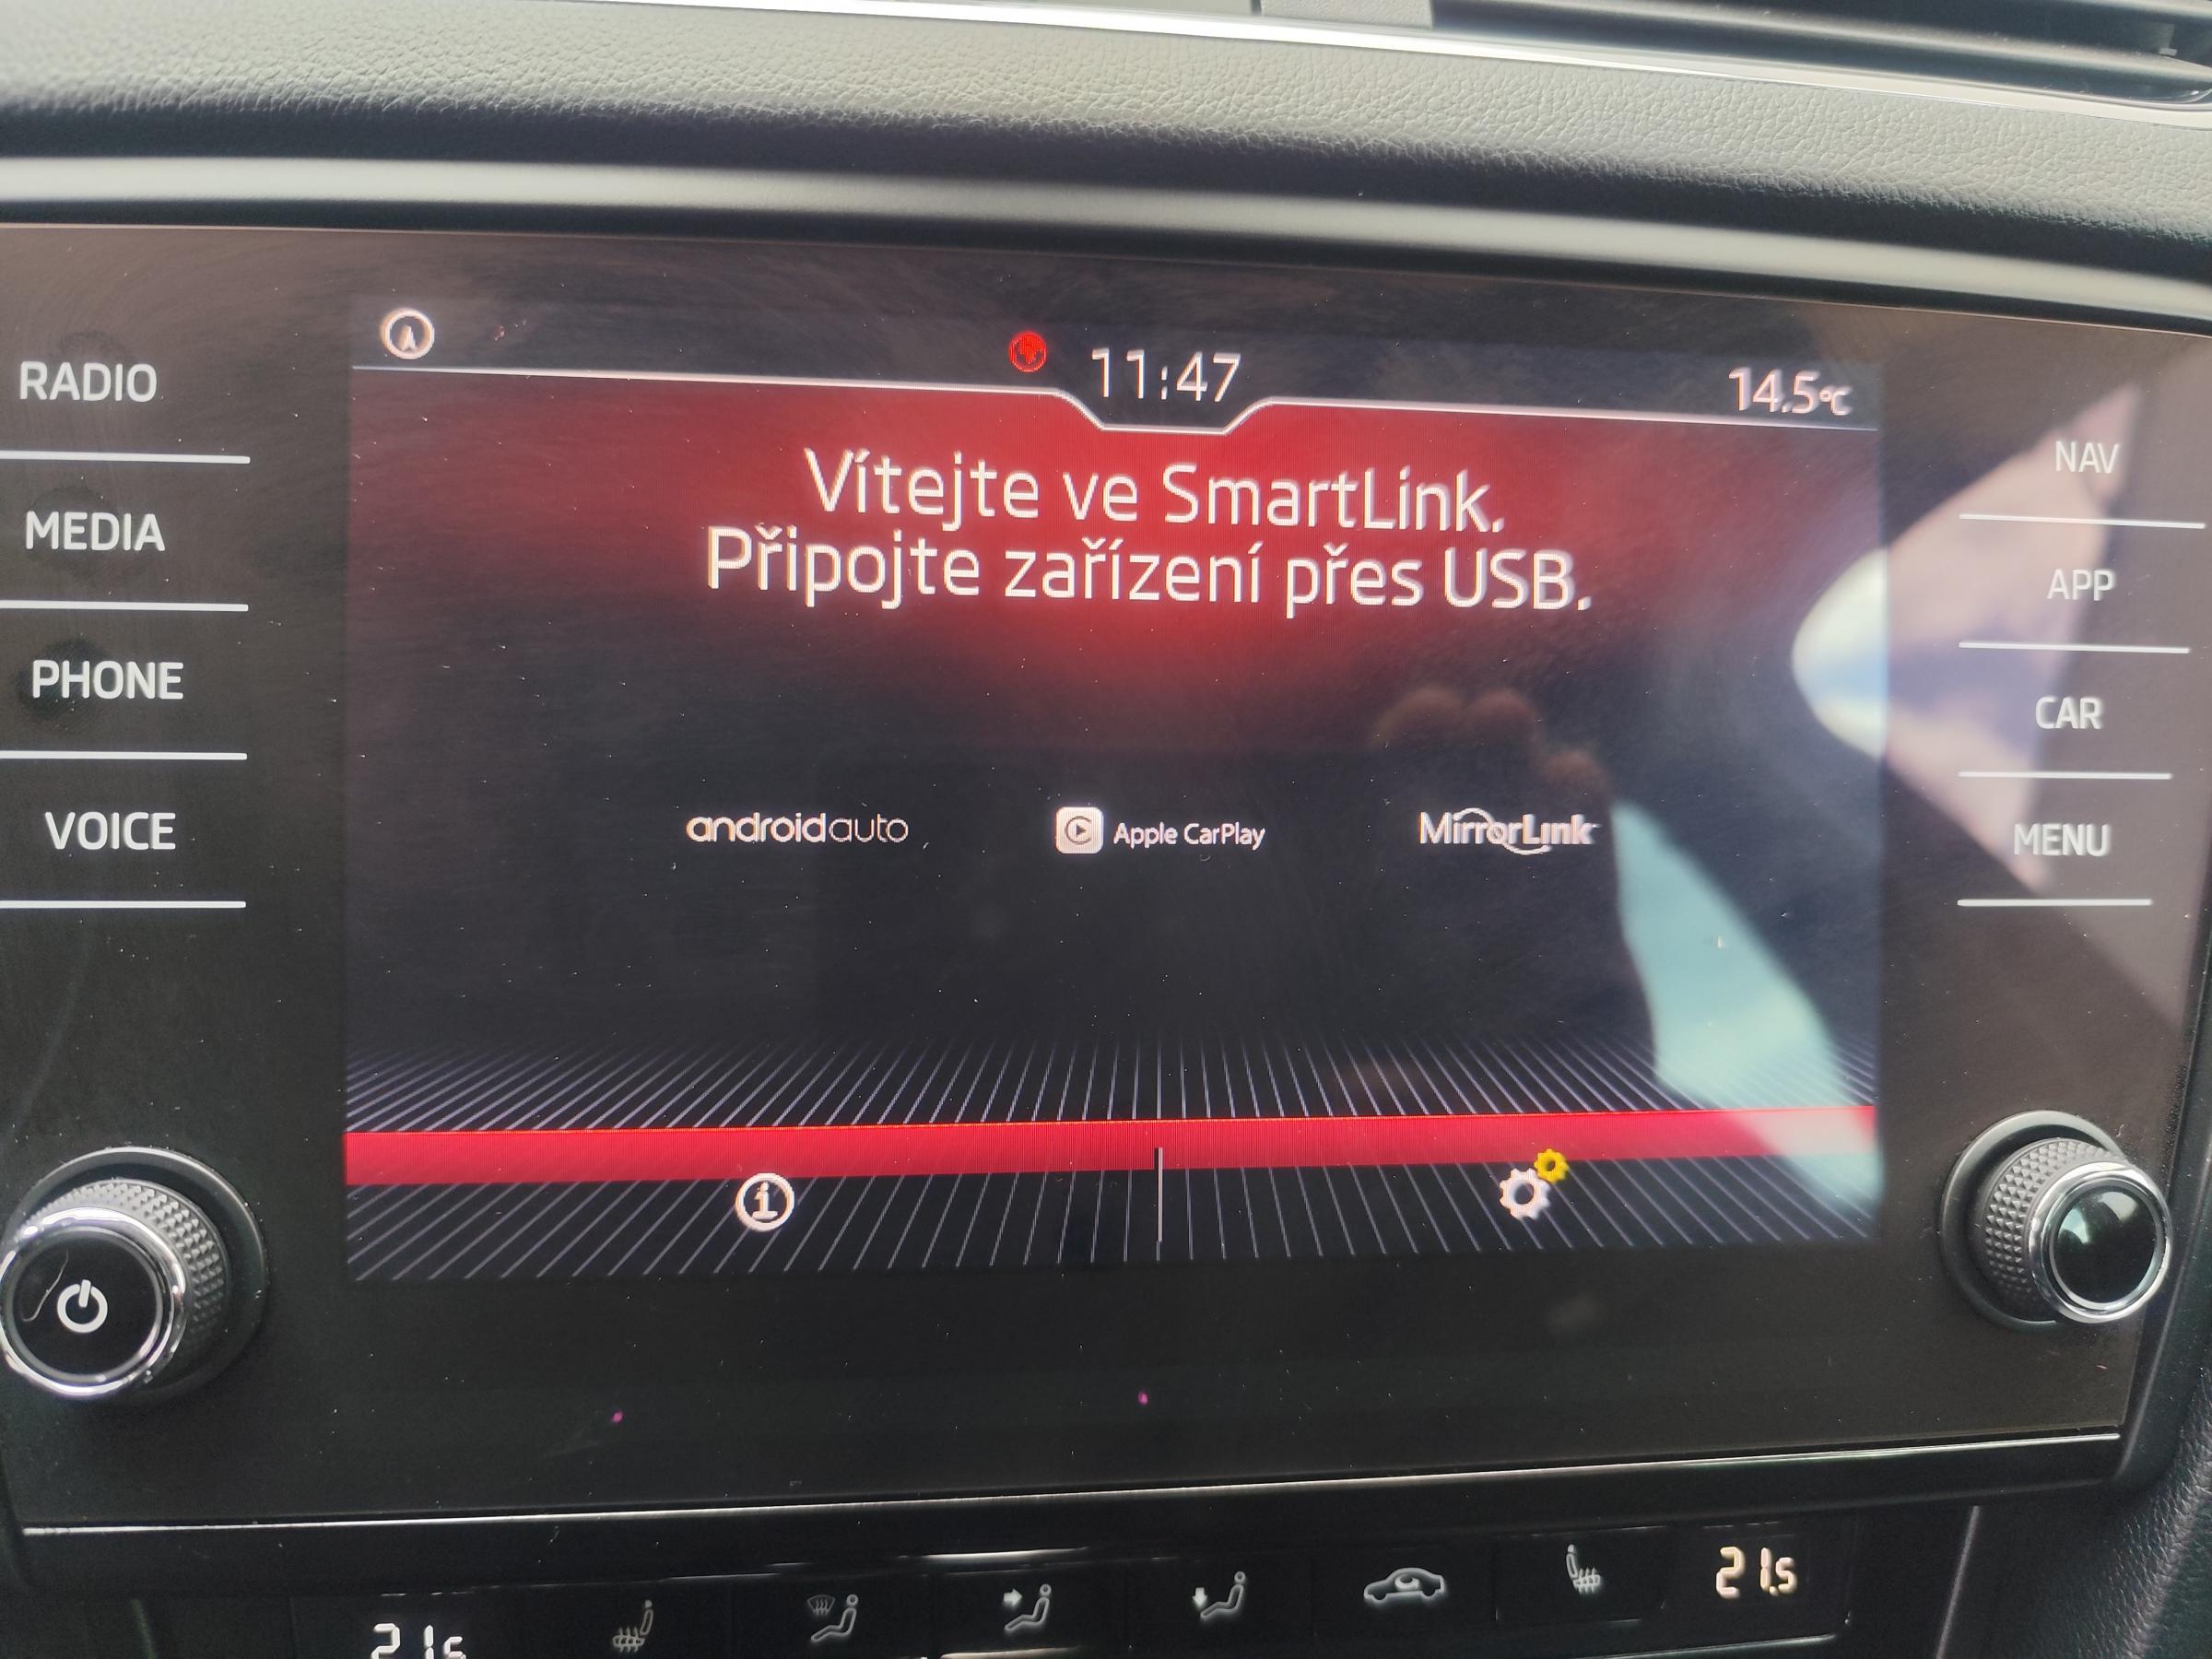 11:47
14.5°C
RADIO
MEDIA
PHONE
VOICE
Vítejte ve SmartLink.
Připojte zařízení přes USB.
androidauto
Apple CarPlay
MirrorLink
NAV
APP
CAR
MENU
21.5
21.5